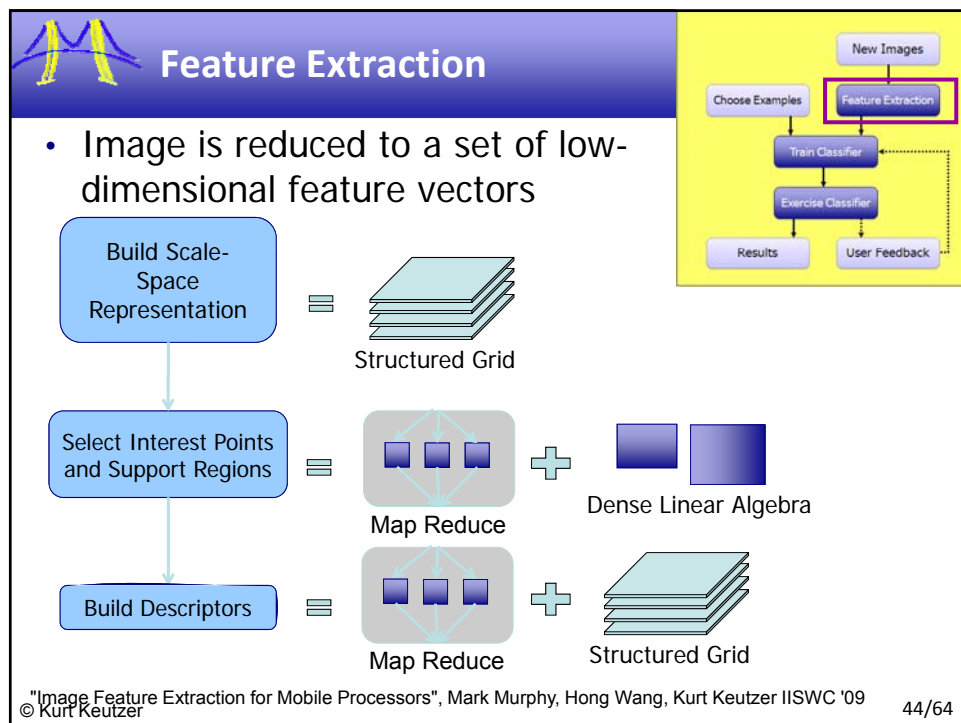 Feature Extraction
New Images
Choose Examples
Feature Extraction
Train Classifier
Exercise Classifier
Results
User Feedback
• Image is reduced to a set of low-
dimensional feature vectors
Build Scale-
Space
Representation
=
Structured Grid
Select Interest Points
and Support Regions
=
Map Reduce
+
Dense Linear Algebra
Build Descriptors
=
Map Reduce
+
Structured Grid
"Image Feature Extraction for Mobile Processors", Mark Murphy, Hong Wang, Kurt Keutzer IISWC '09
© Kurt Keutzer
44/64